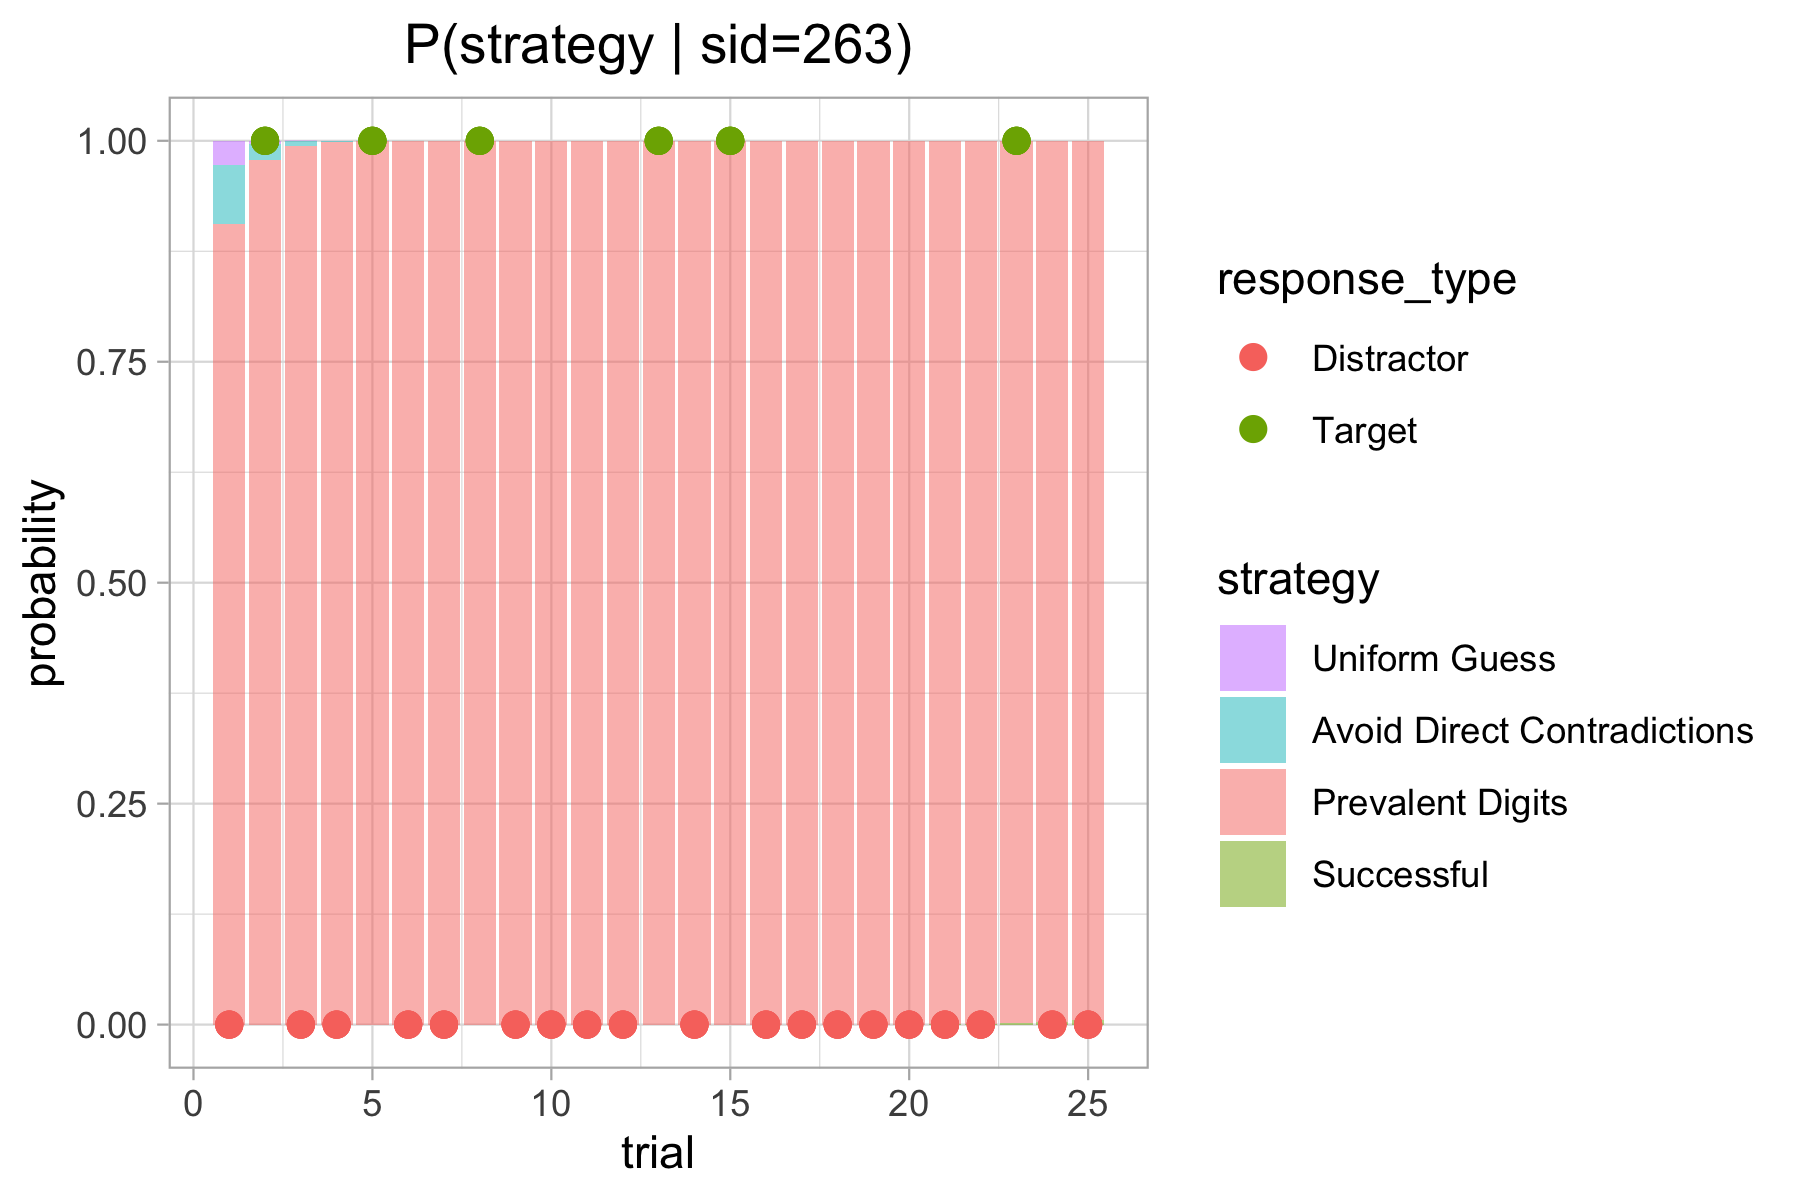 P(strategy | sid=263)
1.00
0.75
0.50
0.25
0.00
probability
0 5 10 15 20 25
trial
response_type
Distractor
Target
strategy
Uniform Guess
Avoid Direct Contradictions
Prevalent Digits
Successful